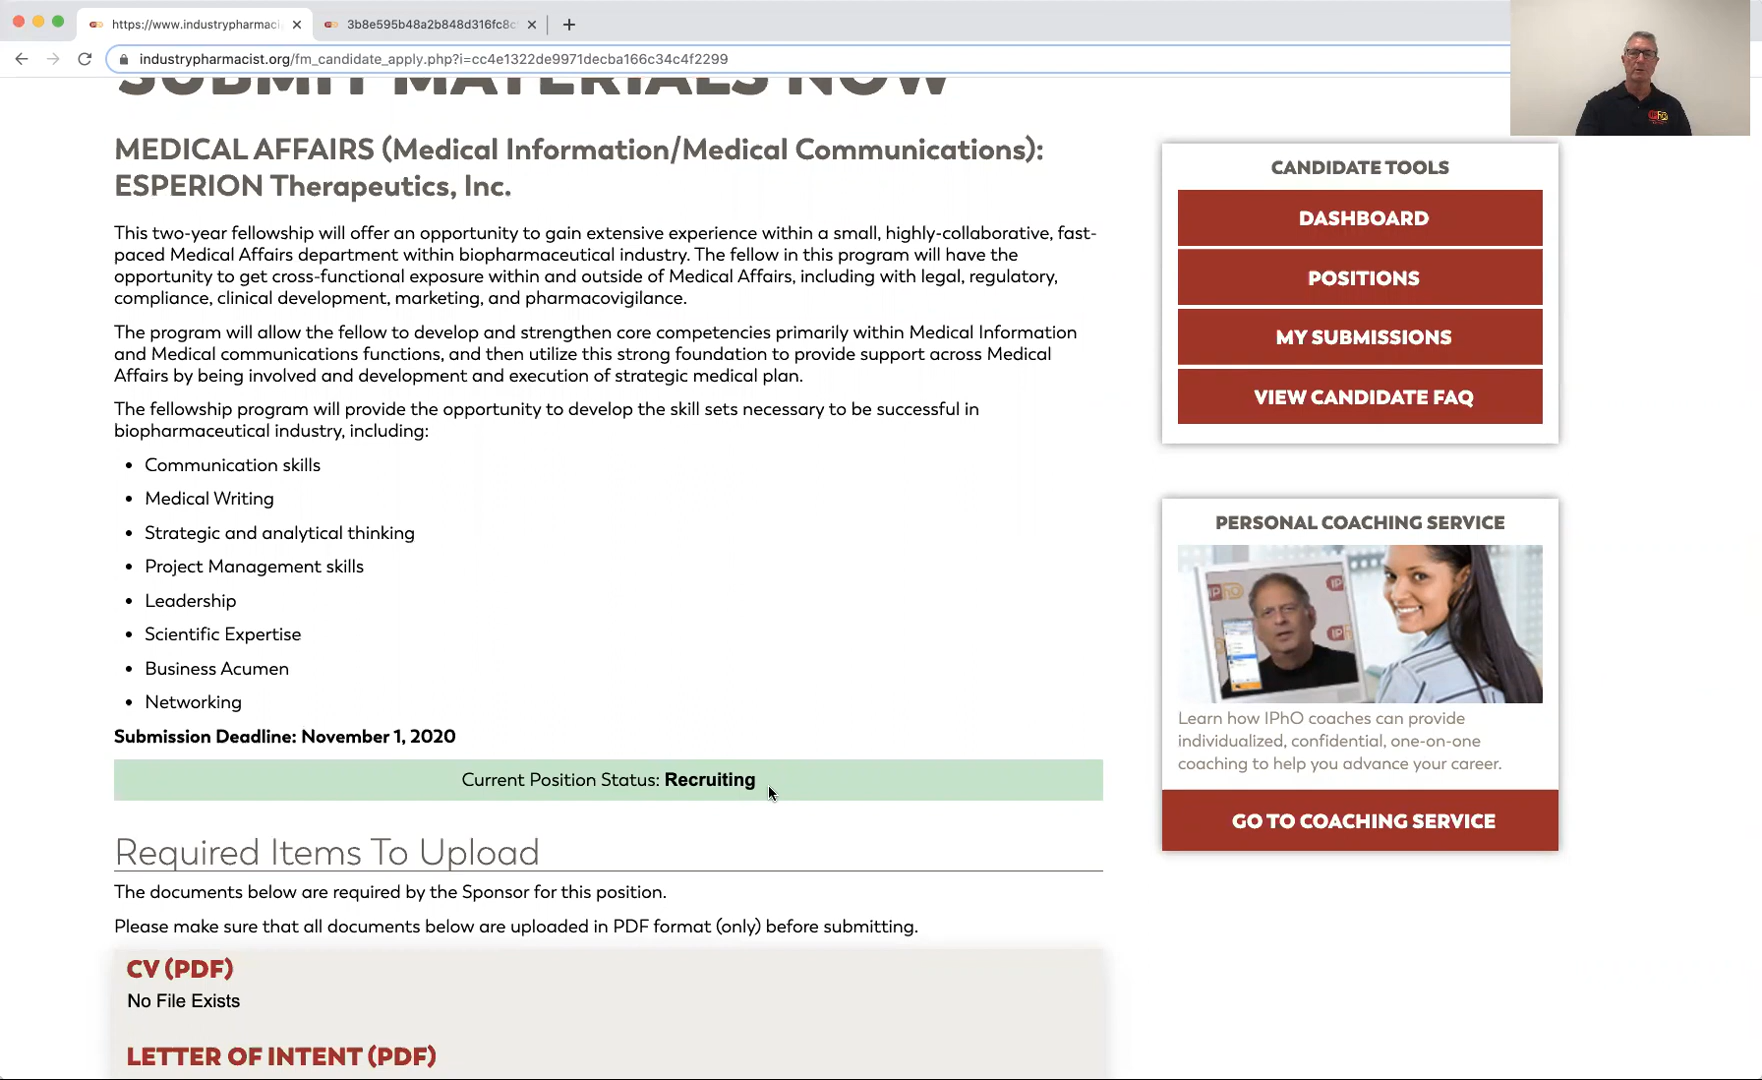 https://www.industrypharmaci
3b8e595b48a2b848d316fc8c
industrypharmacist.org/fm_candidate_apply.php?i=cc4e1322de9971decba166c34c4f2299
SUBMIT MATERIALS NOW
MEDICAL AFFAIRS (Medical Information/Medical Communications):
ESPERION Therapeutics, Inc.
This two-year fellowship will offer an opportunity to gain extensive experience within a small, highly-collaborative, fast-
paced Medical Affairs department within biopharmaceutical industry. The fellow in this program will have the
opportunity to get cross-functional exposure within and outside of Medical Affairs, including with legal, regulatory,
compliance, clinical development, marketing, and pharmacovigilance.
The program will allow the fellow to develop and strengthen core competencies primarily within Medical Information
and Medical communications functions, and then utilize this strong foundation to provide support across Medical
Affairs by being involved and development and execution of strategic medical plan.
The fellowship program will provide the opportunity to develop the skill sets necessary to be successful in
biopharmaceutical industry, including:
• Communication skills
• Medical Writing
• Strategic and analytical thinking
• Project Management skills
• Leadership
• Scientific Expertise
• Business Acumen
• Networking
Submission Deadline: November 1, 2020
Current Position Status: Recruiting
Required Items To Upload
The documents below are required by the Sponsor for this position.
Please make sure that all documents below are uploaded in PDF format (only) before submitting.
CV (PDF)
No File Exists
LETTER OF INTENT (PDF)
CANDIDATE TOOLS
DASHBOARD
POSITIONS
MY SUBMISSIONS
VIEW CANDIDATE FAQ
PERSONAL COACHING SERVICE
IPhO
Learn how IPhO coaches can provide
individualized, confidential, one-on-one
coaching to help you advance your career.
GO TO COACHING SERVICE